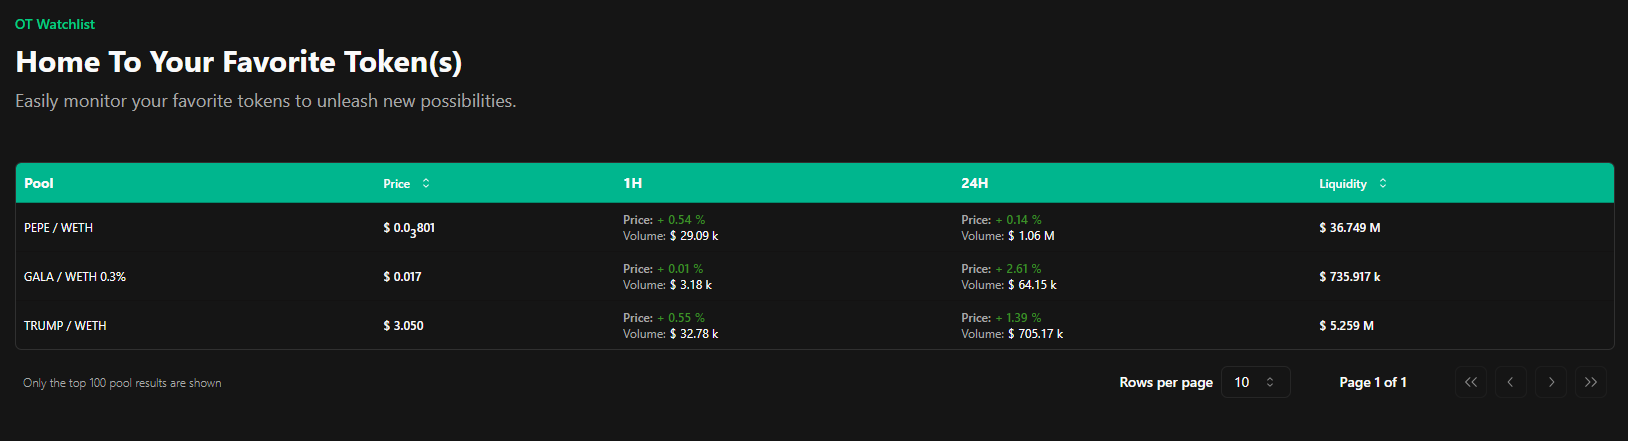 OT Watchlist
Home To Your Favorite Token(s)
Easily monitor your favorite tokens to unleash new possibilities.
Pool Price 1H 24H Liquidity
PEPE / WETH $ 0.0₃801 Price: + 0.54 % Price: + 0.14 % $ 36.749 M
Volume: $ 29.09 k Volume: $ 1.06 M
GALA / WETH 0.3% $ 0.017 Price: + 0.01 % Price: + 2.61 % $ 735.917 k
Volume: $ 3.18 k Volume: $ 64.15 k
TRUMP / WETH $ 3.050 Price: + 0.55 % Price: + 1.39 % $ 5.259 M
Volume: $ 32.78 k Volume: $ 705.17 k
Only the top 100 pool results are shown Rows per page 10 Page 1 of 1